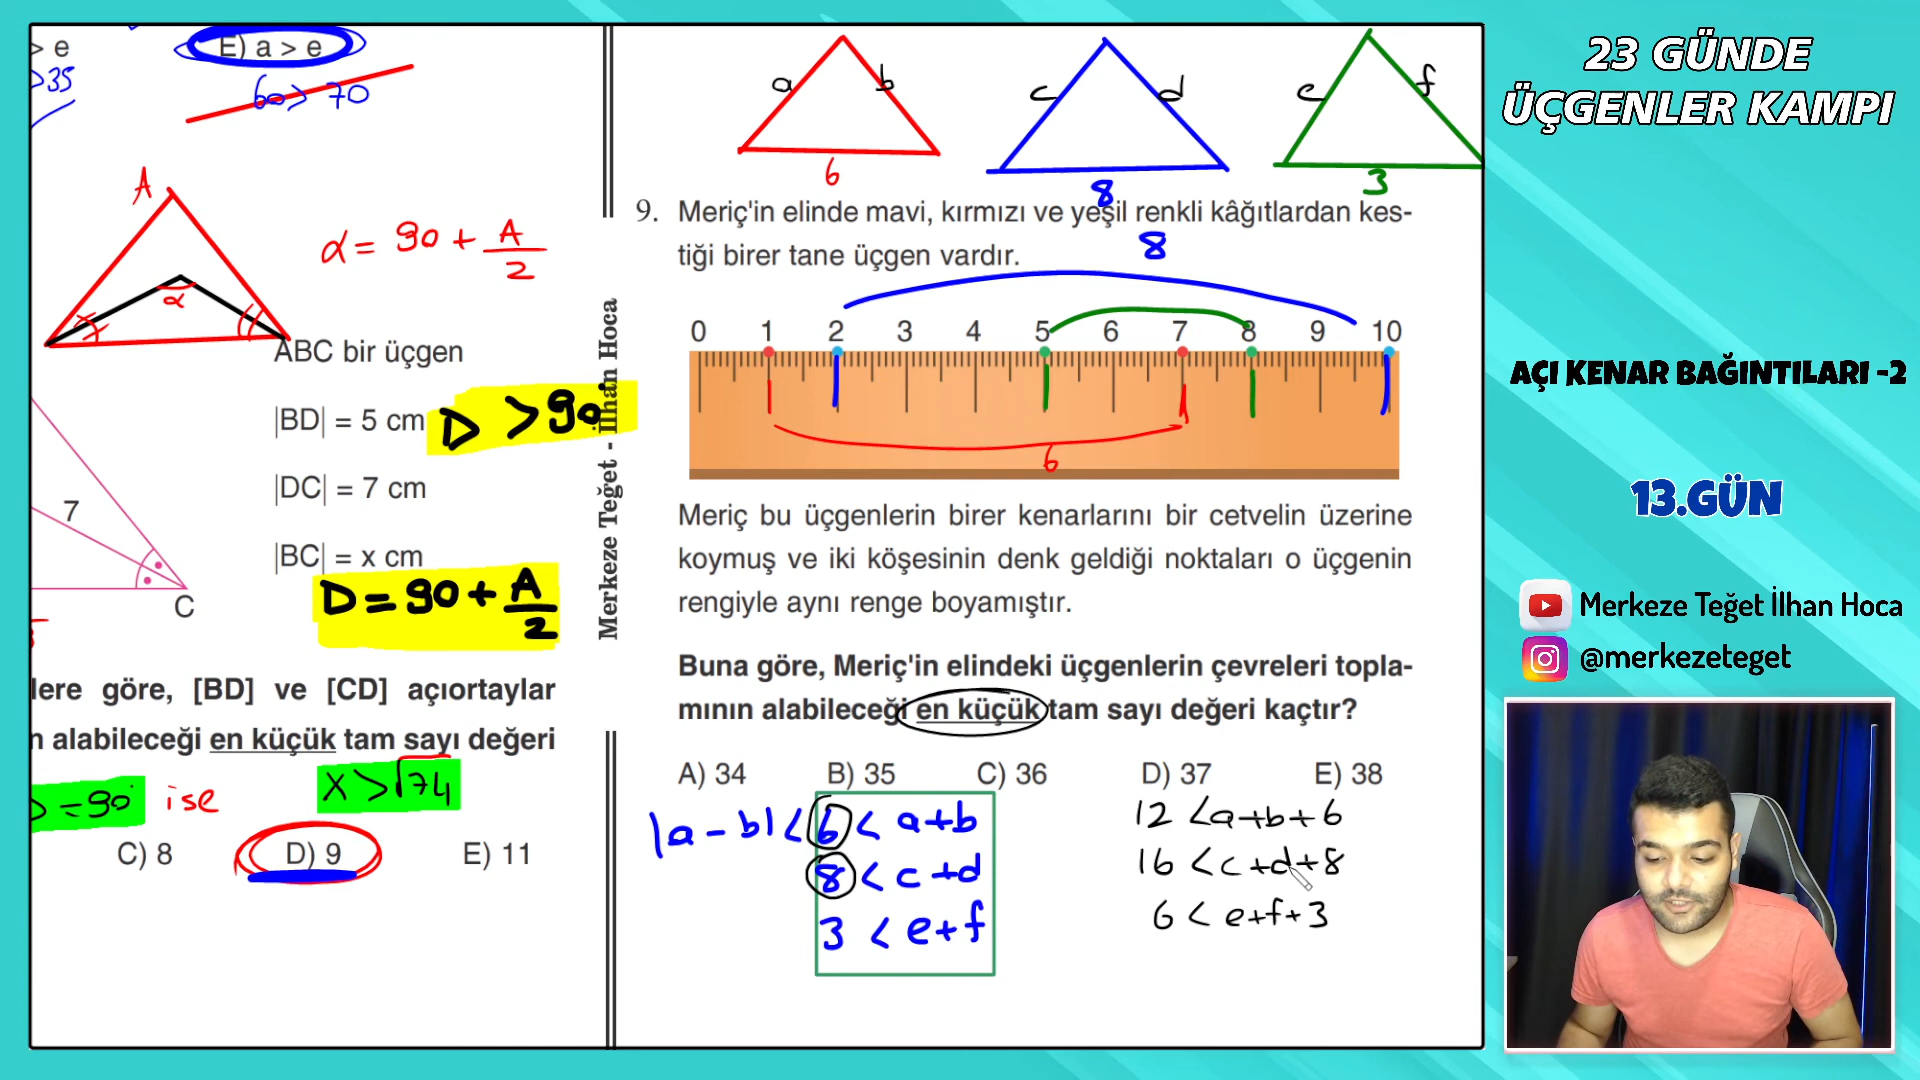 > e
E) a > e
>35
60 > 70
A
α = 90 + A/2
α
ABC bir üçgen
|BD| = 5 cm
D > 90
|DC| = 7 cm
7
|BC| = x cm
D = 90 + A/2
C
lere göre, [BD] ve [CD] açıortaylar
n alabileceği en küçük tam sayı değeri
= 90° ise
x > √74
C) 8
D) 9
E) 11
Merkeze Teğet - İlhan Hoca
a b
6
c d
8
e f
3
9. Meriç'in elinde mavi, kırmızı ve yeşil renkli kâğıtlardan kes-
tiği birer tane üçgen vardır.
8
0 1 2 3 4 5 6 7 8 9 10
6
Meriç bu üçgenlerin birer kenarlarını bir cetvelin üzerine
koymuş ve iki köşesinin denk geldiği noktaları o üçgenin
rengiyle aynı renge boyamıştır.
Buna göre, Meriç'in elindeki üçgenlerin çevreleri topla-
mının alabileceği en küçük tam sayı değeri kaçtır?
A) 34 B) 35 C) 36 D) 37 E) 38
|a - b| < 6 < a+b
8 < c+d
3 < e+f
12 < a+b+6
16 < c+d+8
6 < e+f+3
23 GÜNDE
ÜÇGENLER KAMPI
AÇI KENAR BAĞINTILARI -2
13.GÜN
Merkeze Teğet İlhan Hoca
@merkezeteget